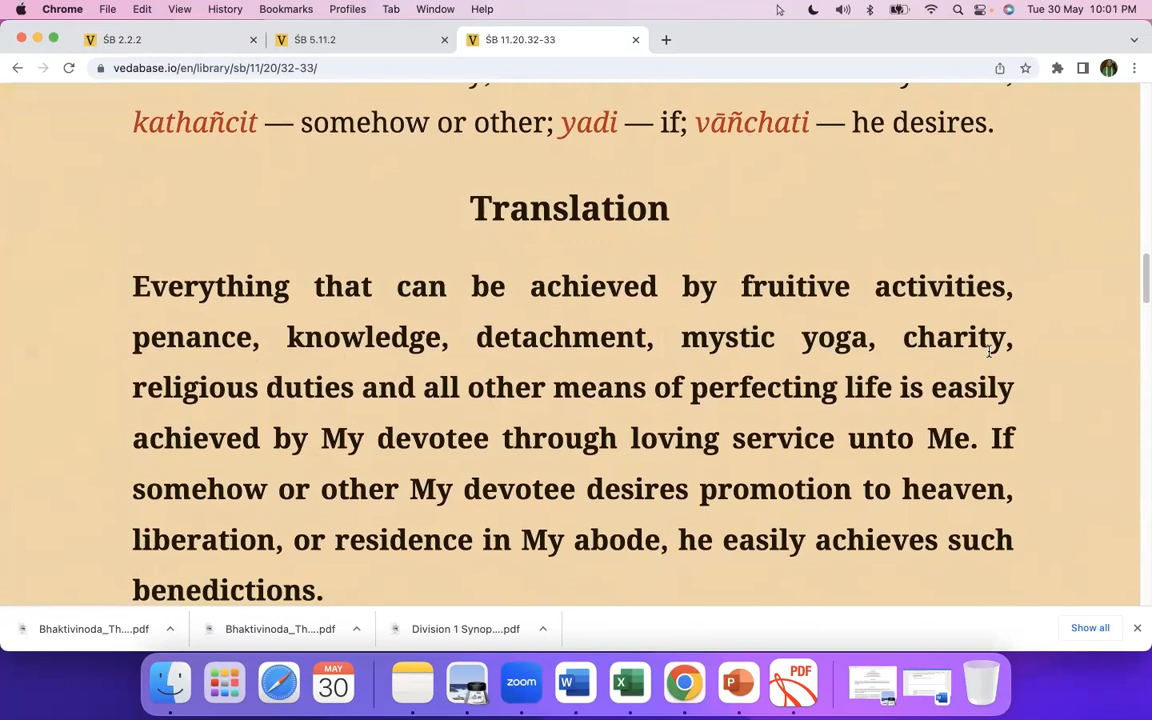 Chrome File Edit View History Bookmarks Profiles Tab Window Help Tue 30 May 10:01 PM
ŚB 2.2.2 ŚB 5.11.2 ŚB 11.20.32-33
vedabase.io/en/library/sb/11/20/32-33/
kathañcit — somehow or other; yadi — if; vāñchati — he desires.
Translation
Everything that can be achieved by fruitive activities,
penance, knowledge, detachment, mystic yoga, charity,
religious duties and all other means of perfecting life is easily
achieved by My devotee through loving service unto Me. If
somehow or other My devotee desires promotion to heaven,
liberation, or residence in My abode, he easily achieves such
benedictions.
Bhaktivinoda_Th....pdf Bhaktivinoda_Th....pdf Division 1 Synop....pdf Show all
MAY
30
zoom
PDF